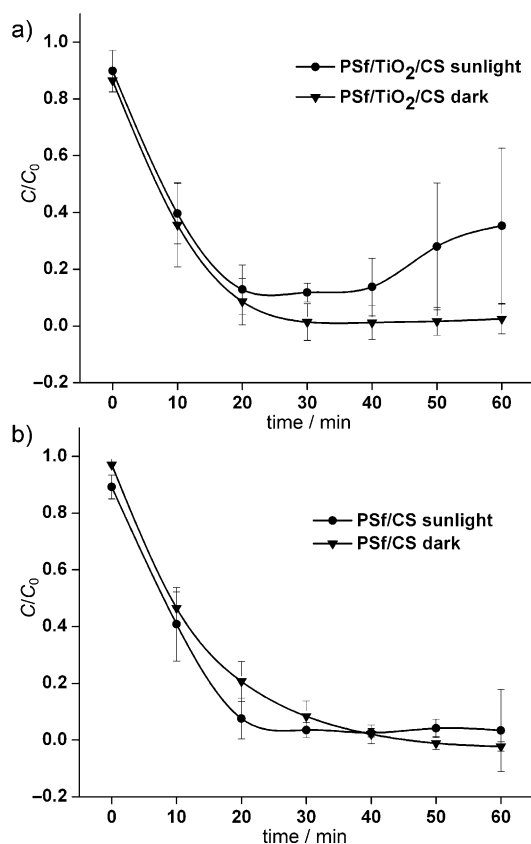 a)
1.0
0.8
0.6
0.4
0.2
0.0
–0.2
C/C₀
PSf/TiO₂/CS sunlight
PSf/TiO₂/CS dark
0 10 20 30 40 50 60
time / min
b)
1.0
0.8
0.6
0.4
0.2
0.0
–0.2
C/C₀
PSf/CS sunlight
PSf/CS dark
0 10 20 30 40 50 60
time / min